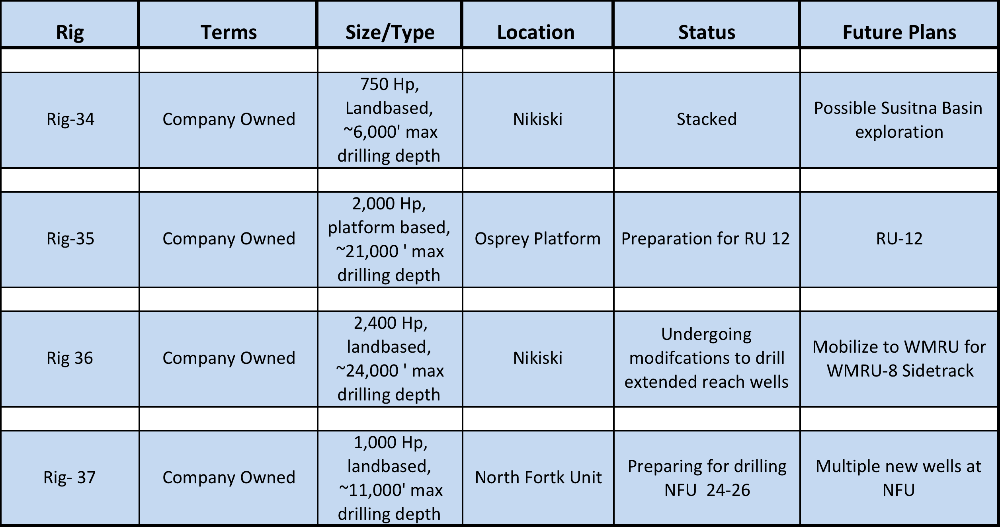 Rig Terms Size/Type Location Status Future Plans
Rig-34
Company Owned
750 Hp,
Landbased,
~6,000' max
drilling depth
Nikiski
Stacked
Possible Susitna Basin
exploration
Rig-35
Company Owned
2,000 Hp,
platform based,
~21,000 ' max
drilling depth
Osprey Platform
Preparation for RU 12
RU-12
Rig 36
Company Owned
2,400 Hp,
landbased,
~24,000 ' max
drilling depth
Nikiski
Undergoing
modifcations to drill
extended reach wells
Mobilize to WMRU for
WMRU-8 Sidetrack
Rig- 37
Company Owned
1,000 Hp,
landbased,
~11,000' max
drilling depth
North Fortk Unit
Preparing for drilling
NFU  24-26
Multiple new wells at
NFU